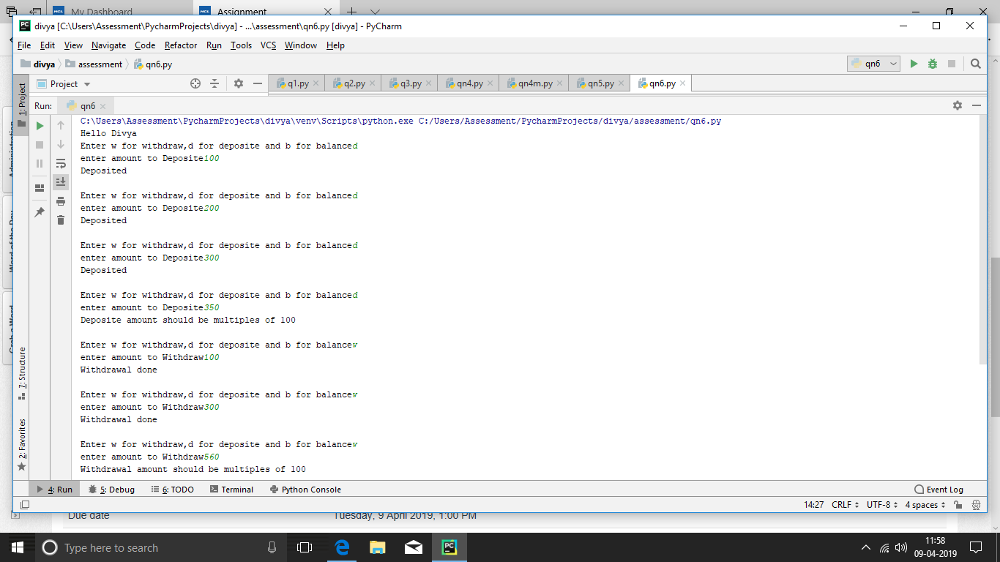 My Dashboard
Assignment
divya [C:\Users\Assessment\PycharmProjects\divya] - ...\assessment\qn6.py [divya] - PyCharm
File Edit View Navigate Code Refactor Run Tools VCS Window Help
divya assessment qn6.py
qn6
Project
q1.py q2.py q3.py qn4.py qn4m.py qn5.py qn6.py
1: Project
Run: qn6
C:\Users\Assessment\PycharmProjects\divya\venv\Scripts\python.exe C:/Users/Assessment/PycharmProjects/divya/assessment/qn6.py
Hello Divya
Enter w for withdraw,d for deposite and b for balanced
enter amount to Deposite100
Deposited
Enter w for withdraw,d for deposite and b for balanced
enter amount to Deposite200
Deposited
Enter w for withdraw,d for deposite and b for balanced
enter amount to Deposite300
Deposited
Enter w for withdraw,d for deposite and b for balanced
enter amount to Deposite350
Deposite amount should be multiples of 100
Enter w for withdraw,d for deposite and b for balancew
enter amount to Withdraw100
Withdrawal done
Enter w for withdraw,d for deposite and b for balancew
enter amount to Withdraw300
Withdrawal done
Enter w for withdraw,d for deposite and b for balancew
enter amount to Withdraw560
Withdrawal amount should be multiples of 100
7: Structure
2: Favorites
4: Run 5: Debug 6: TODO Terminal Python Console Event Log
14:27 CRLF UTF-8 4 spaces
Due date Tuesday, 9 April 2019, 1:00 PM
Type here to search
11:58
09-04-2019